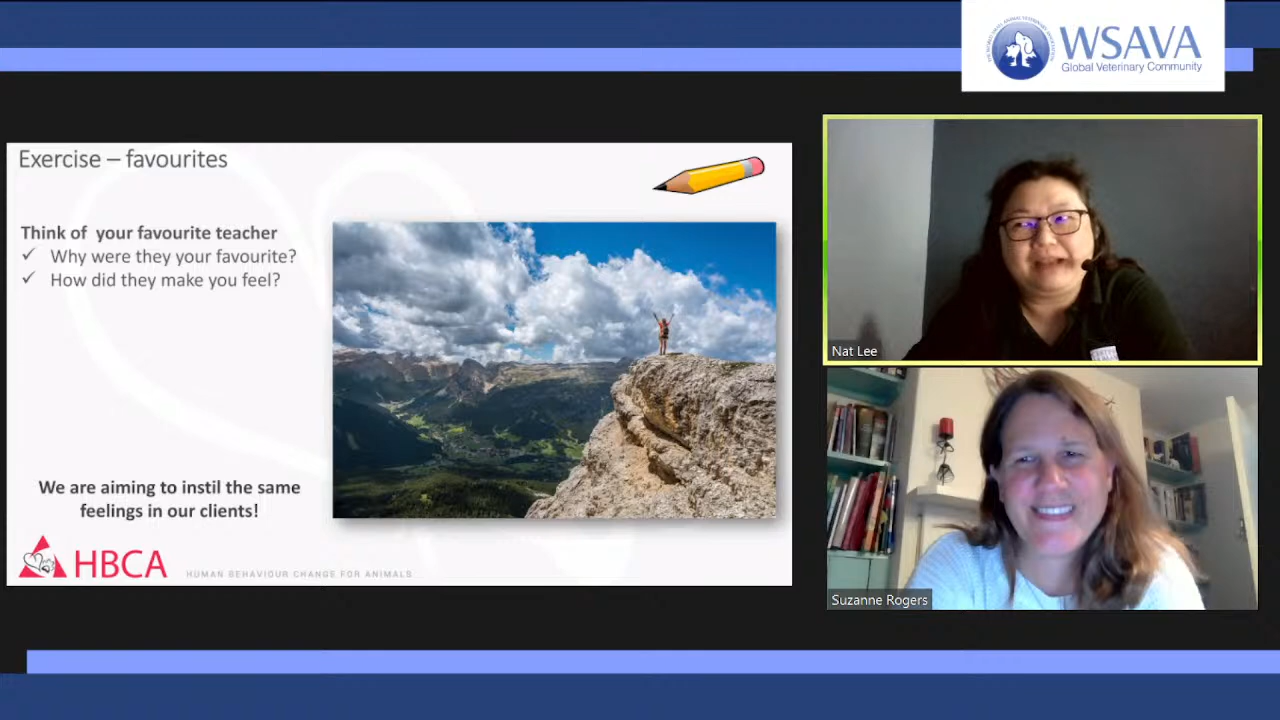 WSAVA
Global Veterinary Community
Exercise – favourites
Think of your favourite teacher
✓ Why were they your favourite?
✓ How did they make you feel?
We are aiming to instil the same
feelings in our clients!
HBCA
HUMAN BEHAVIOUR CHANGE FOR ANIMALS
Nat Lee
Suzanne Rogers